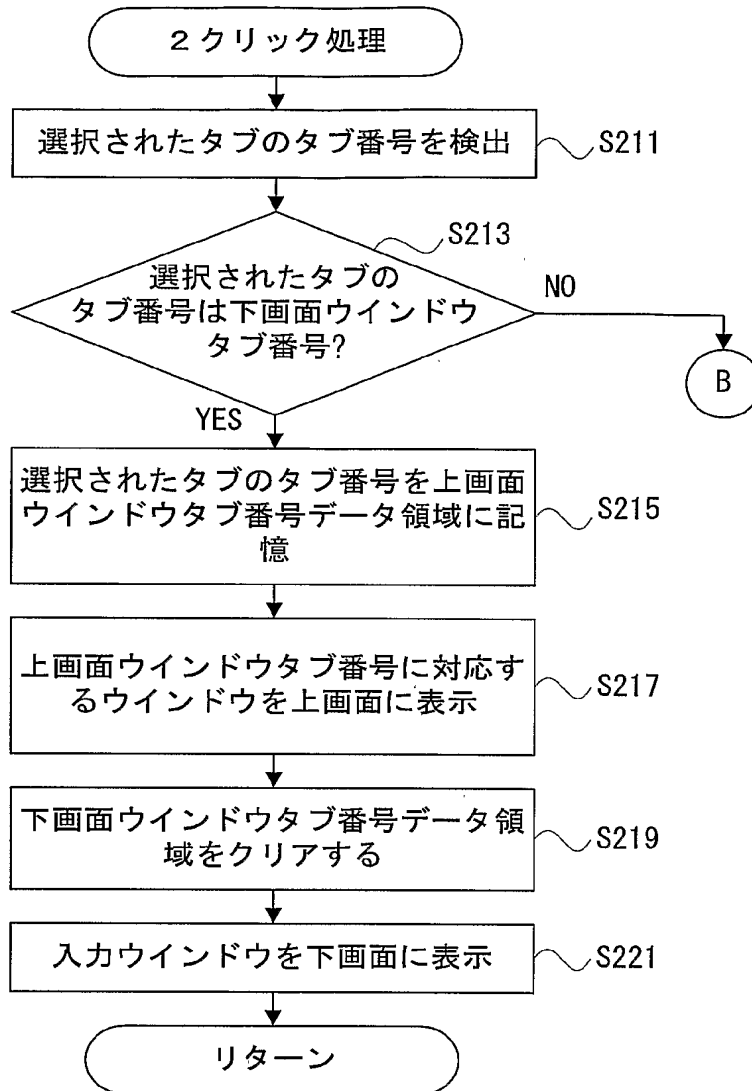 ２クリック処理
選択されたタブのタブ番号を検出
S211
S213
選択されたタブの
タブ番号は下画面ウインドウ
タブ番号?
NO
B
YES
選択されたタブのタブ番号を上画面
ウインドウタブ番号データ領域に記
憶
S215
上画面ウインドウタブ番号に対応す
るウインドウを上画面に表示
S217
下画面ウインドウタブ番号データ領
域をクリアする
S219
入力ウインドウを下画面に表示
S221
リターン